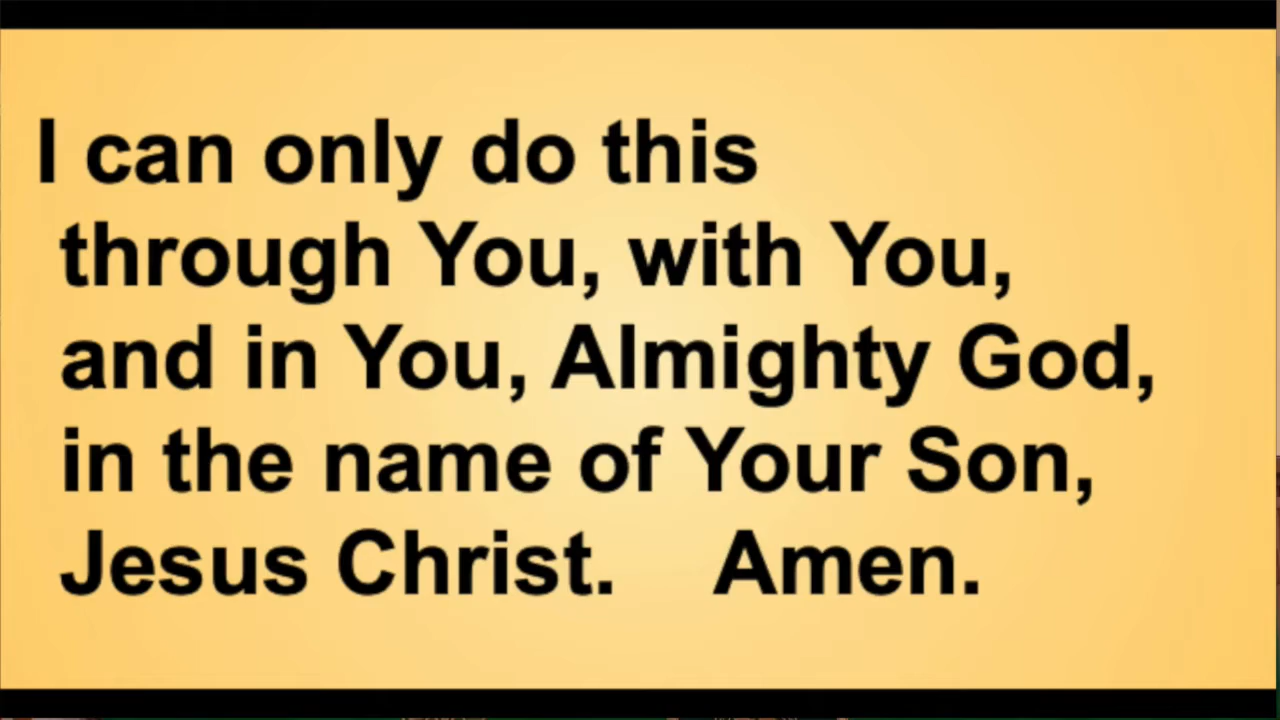 I can only do this
through You, with You,
and in You, Almighty God,
in the name of Your Son,
Jesus Christ. Amen.